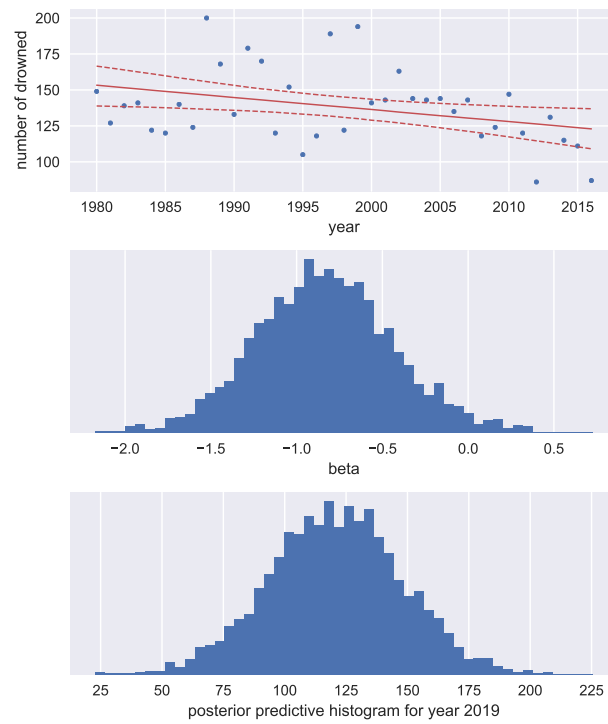 number of drowned
200
175
150
125
100
1980 1985 1990 1995 2000 2005 2010 2015
year
−2.0 −1.5 −1.0 −0.5 0.0 0.5
beta
25 50 75 100 125 150 175 200 225
posterior predictive histogram for year 2019